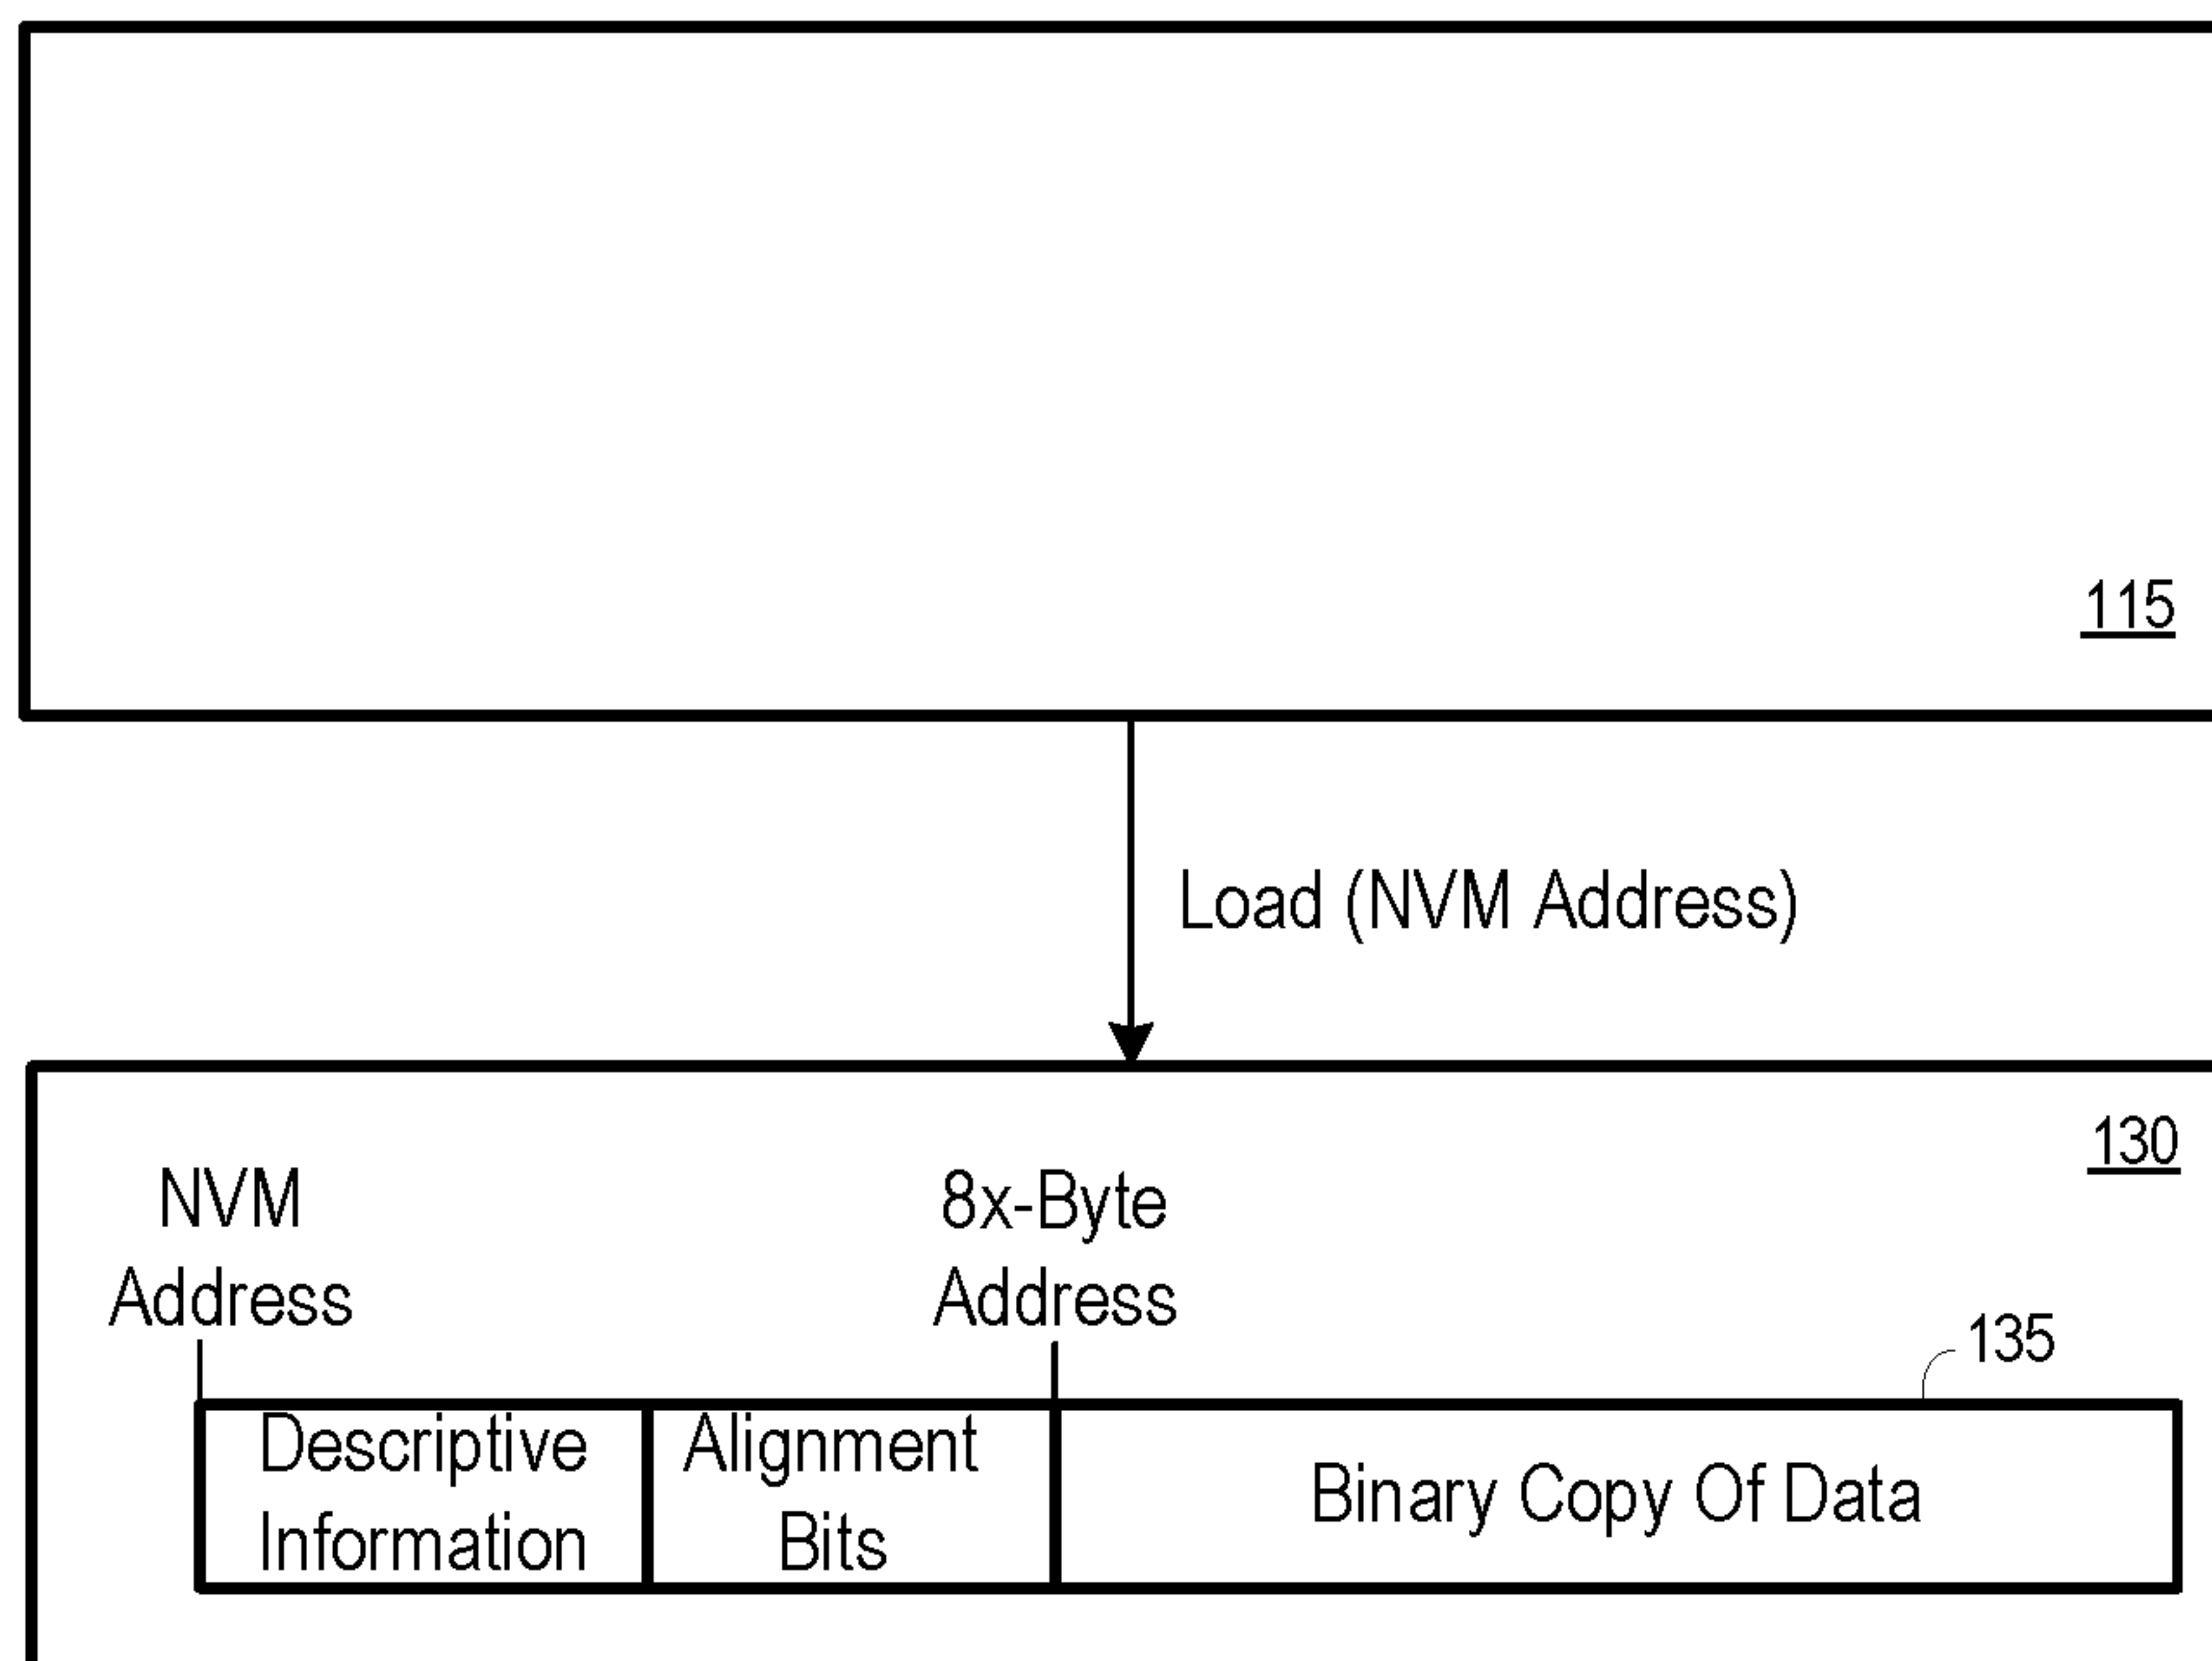 115
Load (NVM Address)
130
NVM
Address
8x-Byte
Address
135
Descriptive
Information
Alignment
Bits
Binary Copy Of Data